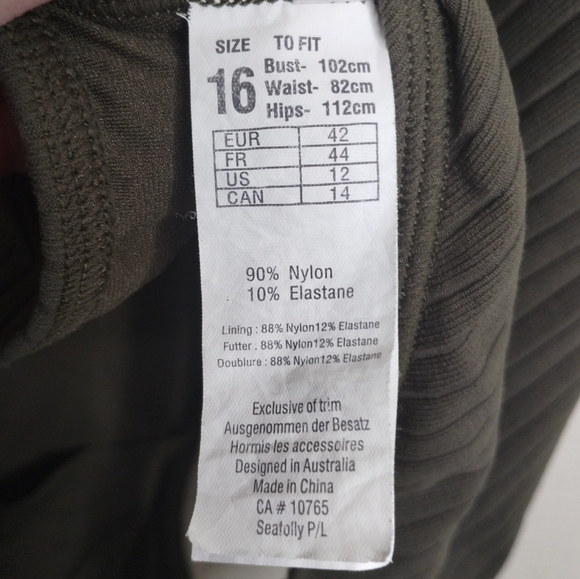 SIZE TO FIT
16 Bust- 102cm
Waist- 82cm
Hips- 112cm
EUR 42
FR 44
US 12
CAN 14
90% Nylon
10% Elastane
Lining : 88% Nylon12% Elastane
Futter : 88% Nylon12% Elastane
Doublure : 88% Nylon12% Elastane
Exclusive of trim
Ausgenommen der Besatz
Hormis les accessoires
Designed in Australia
Made in China
CA # 10765
Seafolly P/L